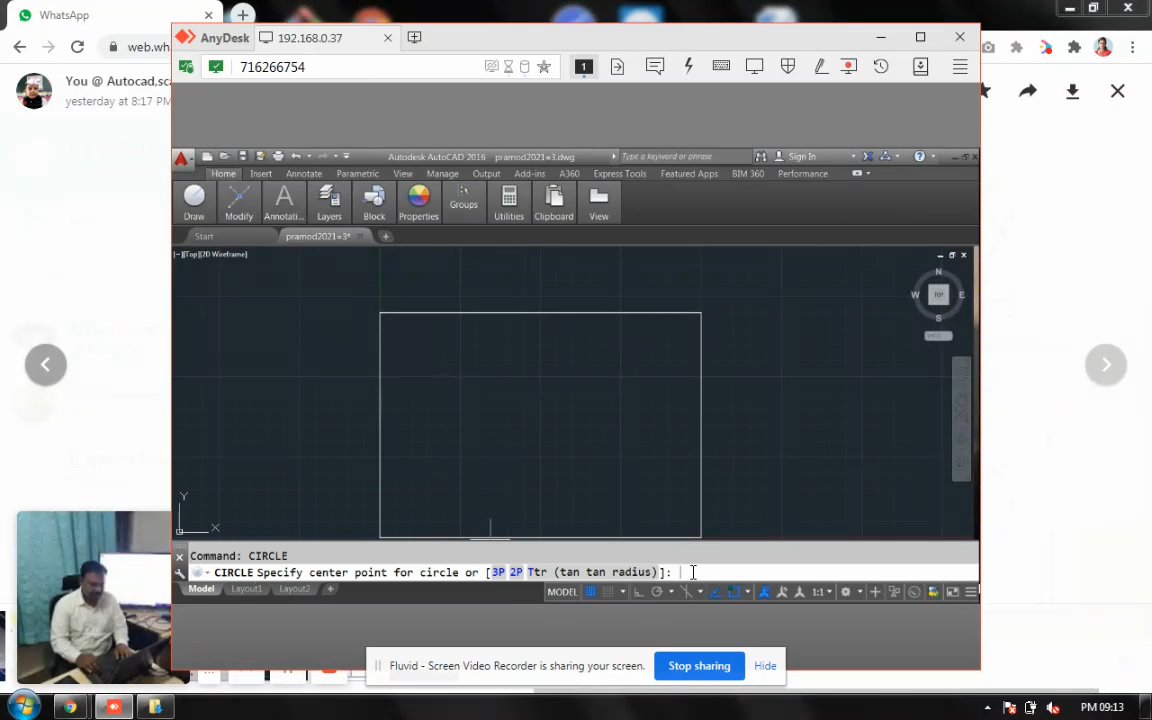 WhatsApp
web.wha
You @ Autocad,sca
yesterday at 8:17 PM
AnyDesk
192.168.0.37
716266754
1
Autodesk AutoCAD 2016 pramod2021=3.dwg
Type a keyword or phrase
Sign In
Home Insert Annotate Parametric View Manage Output Add-ins A360 Express Tools Featured Apps BIM 360 Performance
Draw Modify Annotati... Layers Block Properties Groups Utilities Clipboard View
Start pramod2021=3*
[−][Top][2D Wireframe]
N
W TOP E
S
WCS
Y
X
Command: CIRCLE
CIRCLE Specify center point for circle or [3P 2P Ttr (tan tan radius)]:
Model Layout1 Layout2 +
MODEL 1:1
Fluvid - Screen Video Recorder is sharing your screen. Stop sharing Hide
PM 09:13